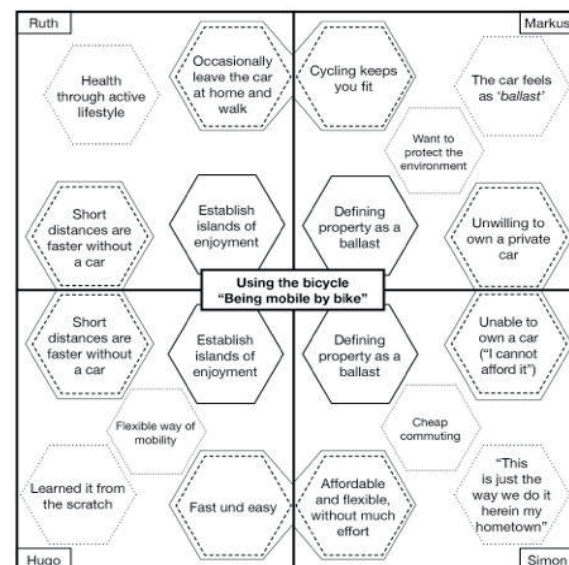 Ruth
Markus
Health
through active
lifestyle
Occasionally
leave the car
at home and
walk
Cycling keeps
you fit
The car feels
as ‘ballast’
Want to
protect the
environment
Short
distances are
faster without
a car
Establish
islands of
enjoyment
Defining
property as a
ballast
Unwilling to
own a private
car
Using the bicycle
“Being mobile by bike”
Short
distances are
faster without
a car
Establish
islands of
enjoyment
Defining
property as a
ballast
Unable to
own a car
(“I cannot
afford it”)
Flexible way of
mobility
Cheap
commuting
Learned it from
the scratch
Fast und easy
Affordable
and flexible,
without much
effort
“This
is just the
way we do it
herein my
hometown”
Hugo
Simon